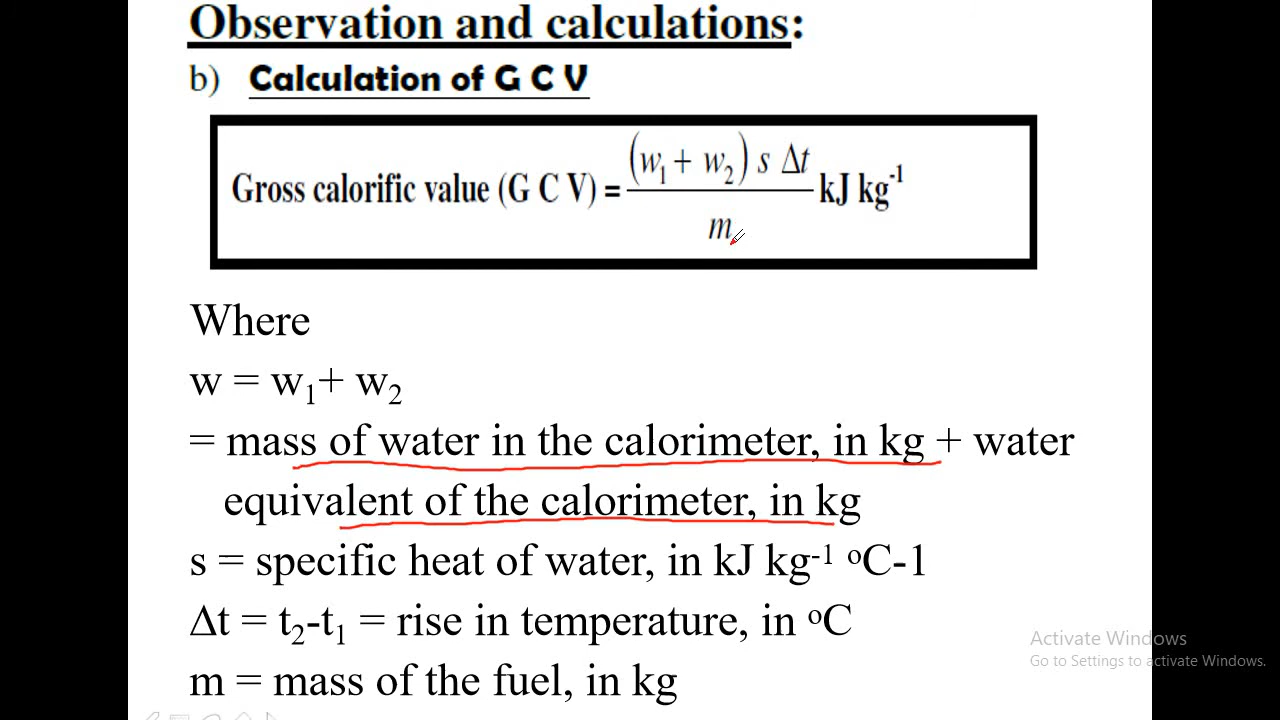 Observation and calculations:
b) Calculation of G C V
Gross calorific value (G C V) = (w₁ + w₂) s Δt / m kJ kg⁻¹
Where
w = w₁+ w₂
= mass of water in the calorimeter, in kg + water
equivalent of the calorimeter, in kg
s = specific heat of water, in kJ kg⁻¹ ᵒC-1
Δt = t₂-t₁ = rise in temperature, in ᵒC
m = mass of the fuel, in kg
Activate Windows
Go to Settings to activate Windows.